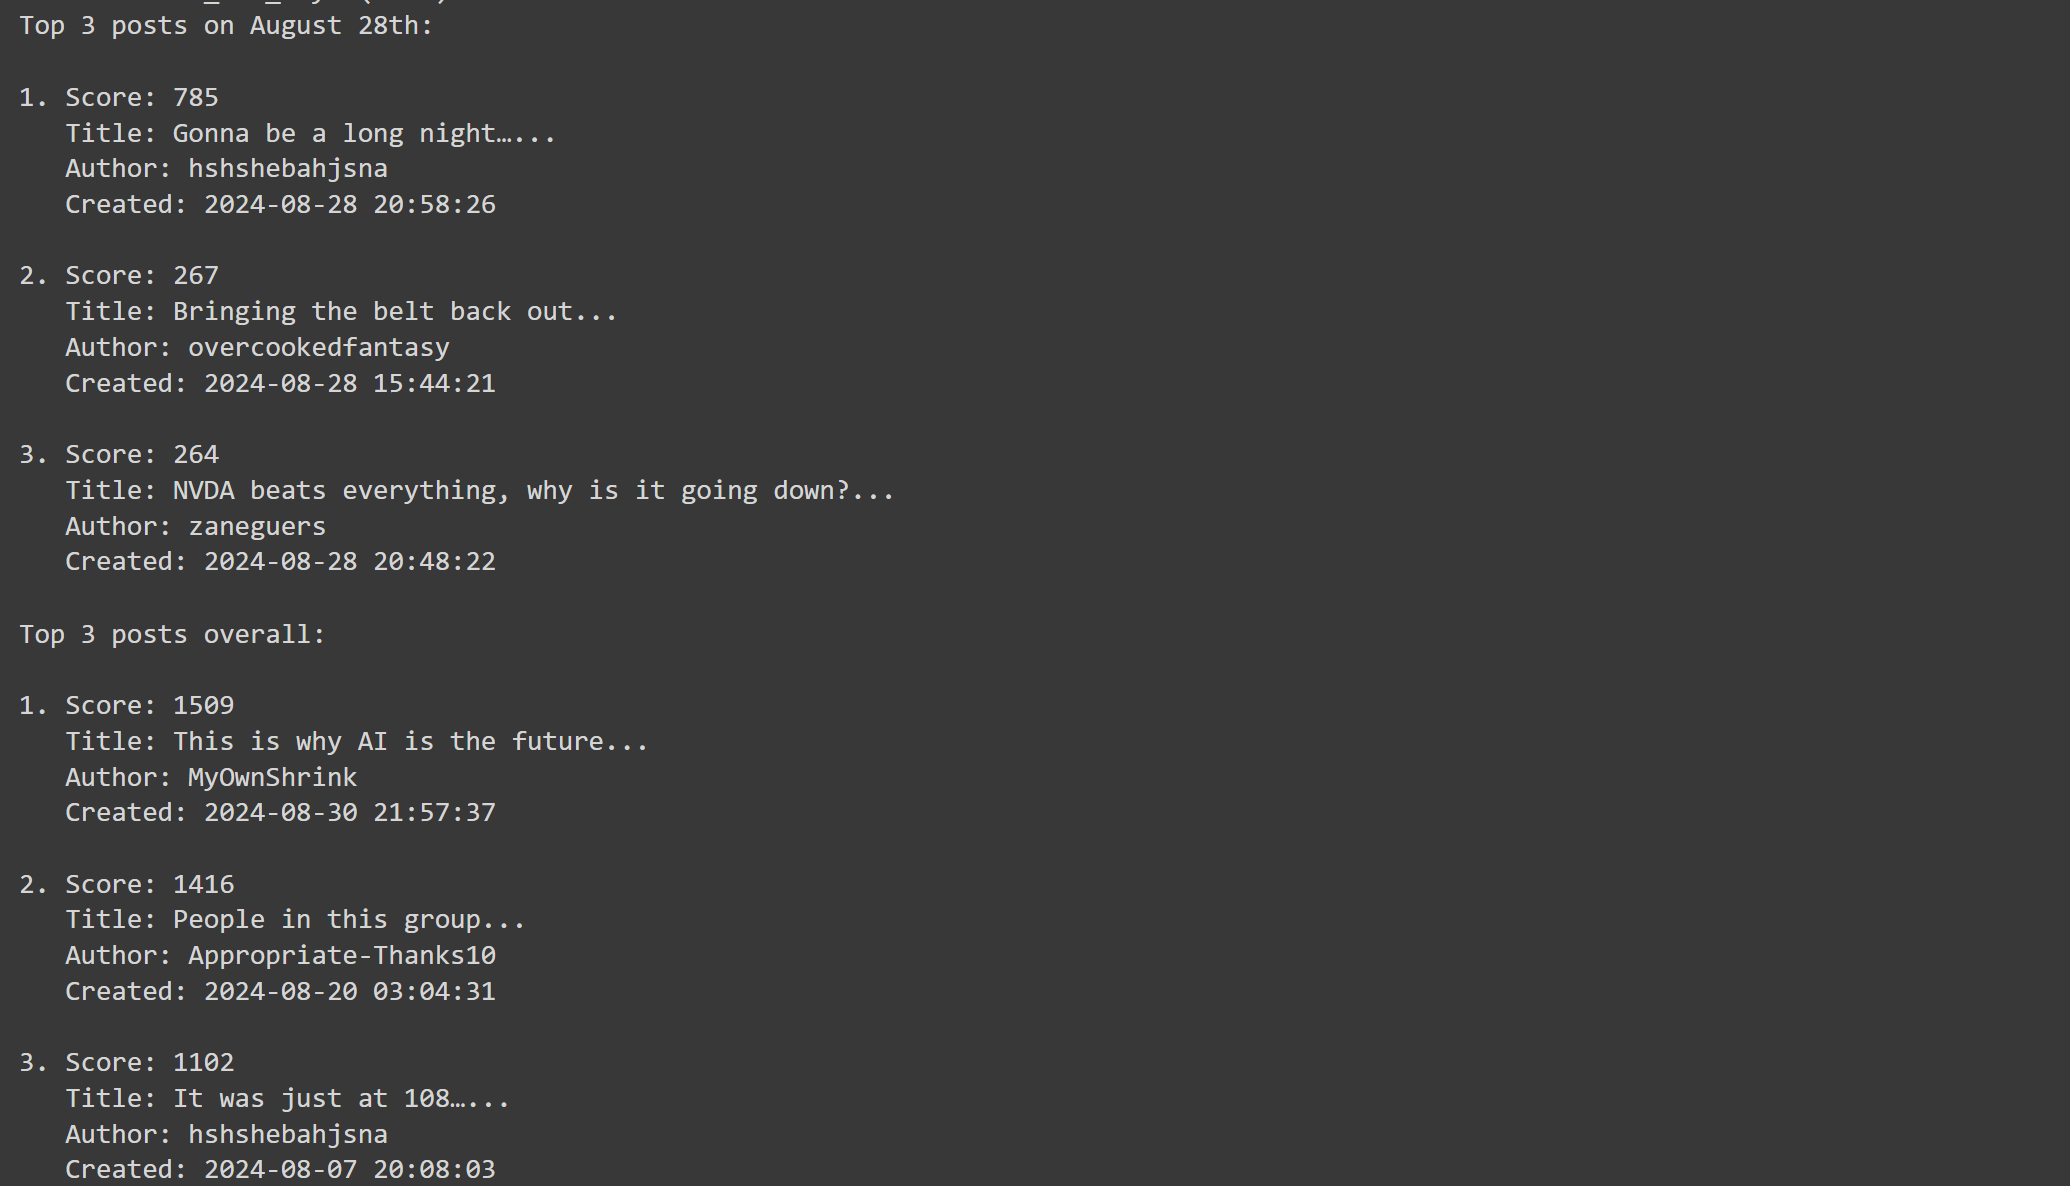 Top 3 posts on August 28th:
1. Score: 785
Title: Gonna be a long night…...
Author: hshshebahjsna
Created: 2024-08-28 20:58:26
2. Score: 267
Title: Bringing the belt back out...
Author: overcookedfantasy
Created: 2024-08-28 15:44:21
3. Score: 264
Title: NVDA beats everything, why is it going down?...
Author: zaneguers
Created: 2024-08-28 20:48:22
Top 3 posts overall:
1. Score: 1509
Title: This is why AI is the future...
Author: MyOwnShrink
Created: 2024-08-30 21:57:37
2. Score: 1416
Title: People in this group...
Author: Appropriate-Thanks10
Created: 2024-08-20 03:04:31
3. Score: 1102
Title: It was just at 108…...
Author: hshshebahjsna
Created: 2024-08-07 20:08:03